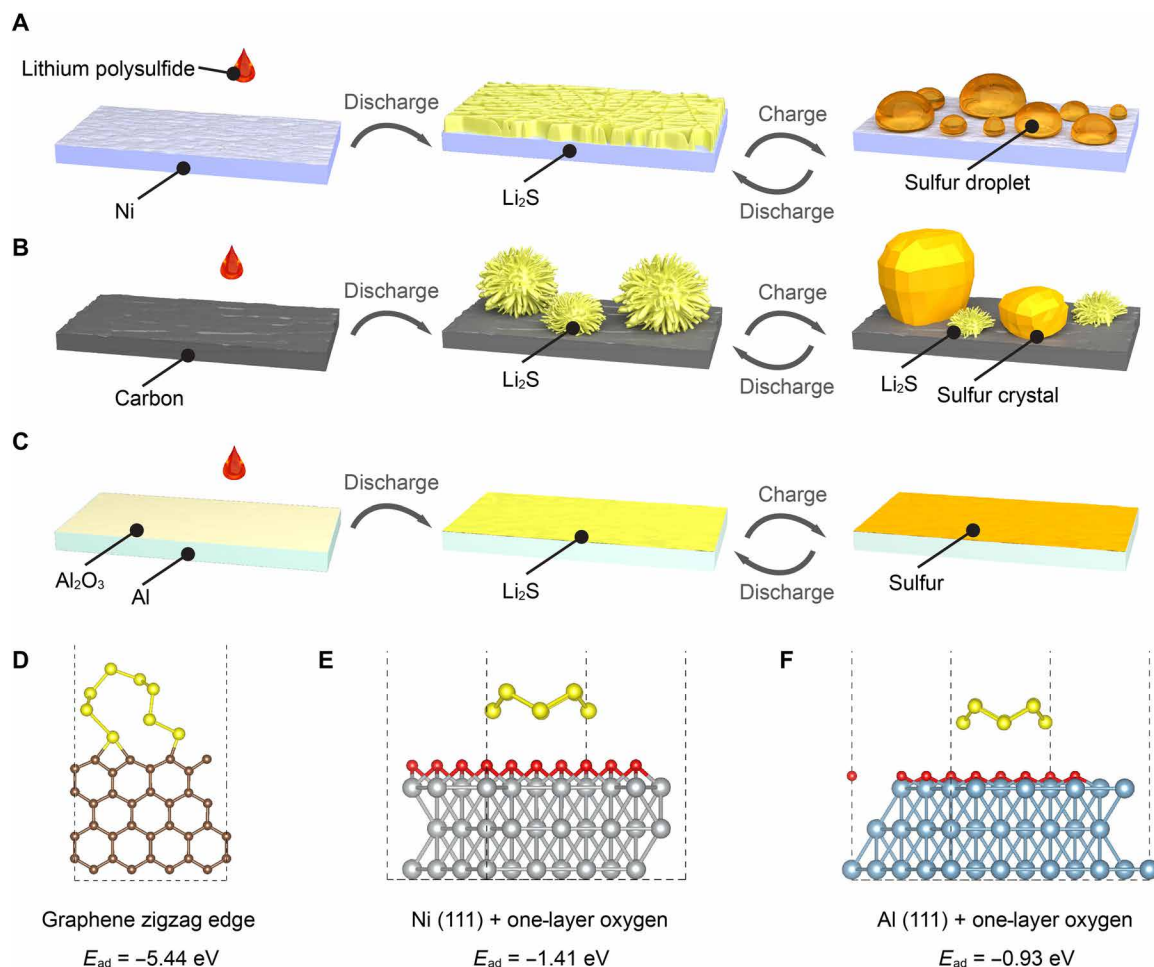 A
Lithium polysulfide
Discharge
Charge
Discharge
Ni
Li₂S
Sulfur droplet
B
Discharge
Charge
Discharge
Carbon
Li₂S
Li₂S
Sulfur crystal
C
Discharge
Charge
Discharge
Al₂O₃
Al
Li₂S
Sulfur
D
E
F
Graphene zigzag edge
Ni (111) + one-layer oxygen
Al (111) + one-layer oxygen
Ead = −5.44 eV
Ead = −1.41 eV
Ead = −0.93 eV